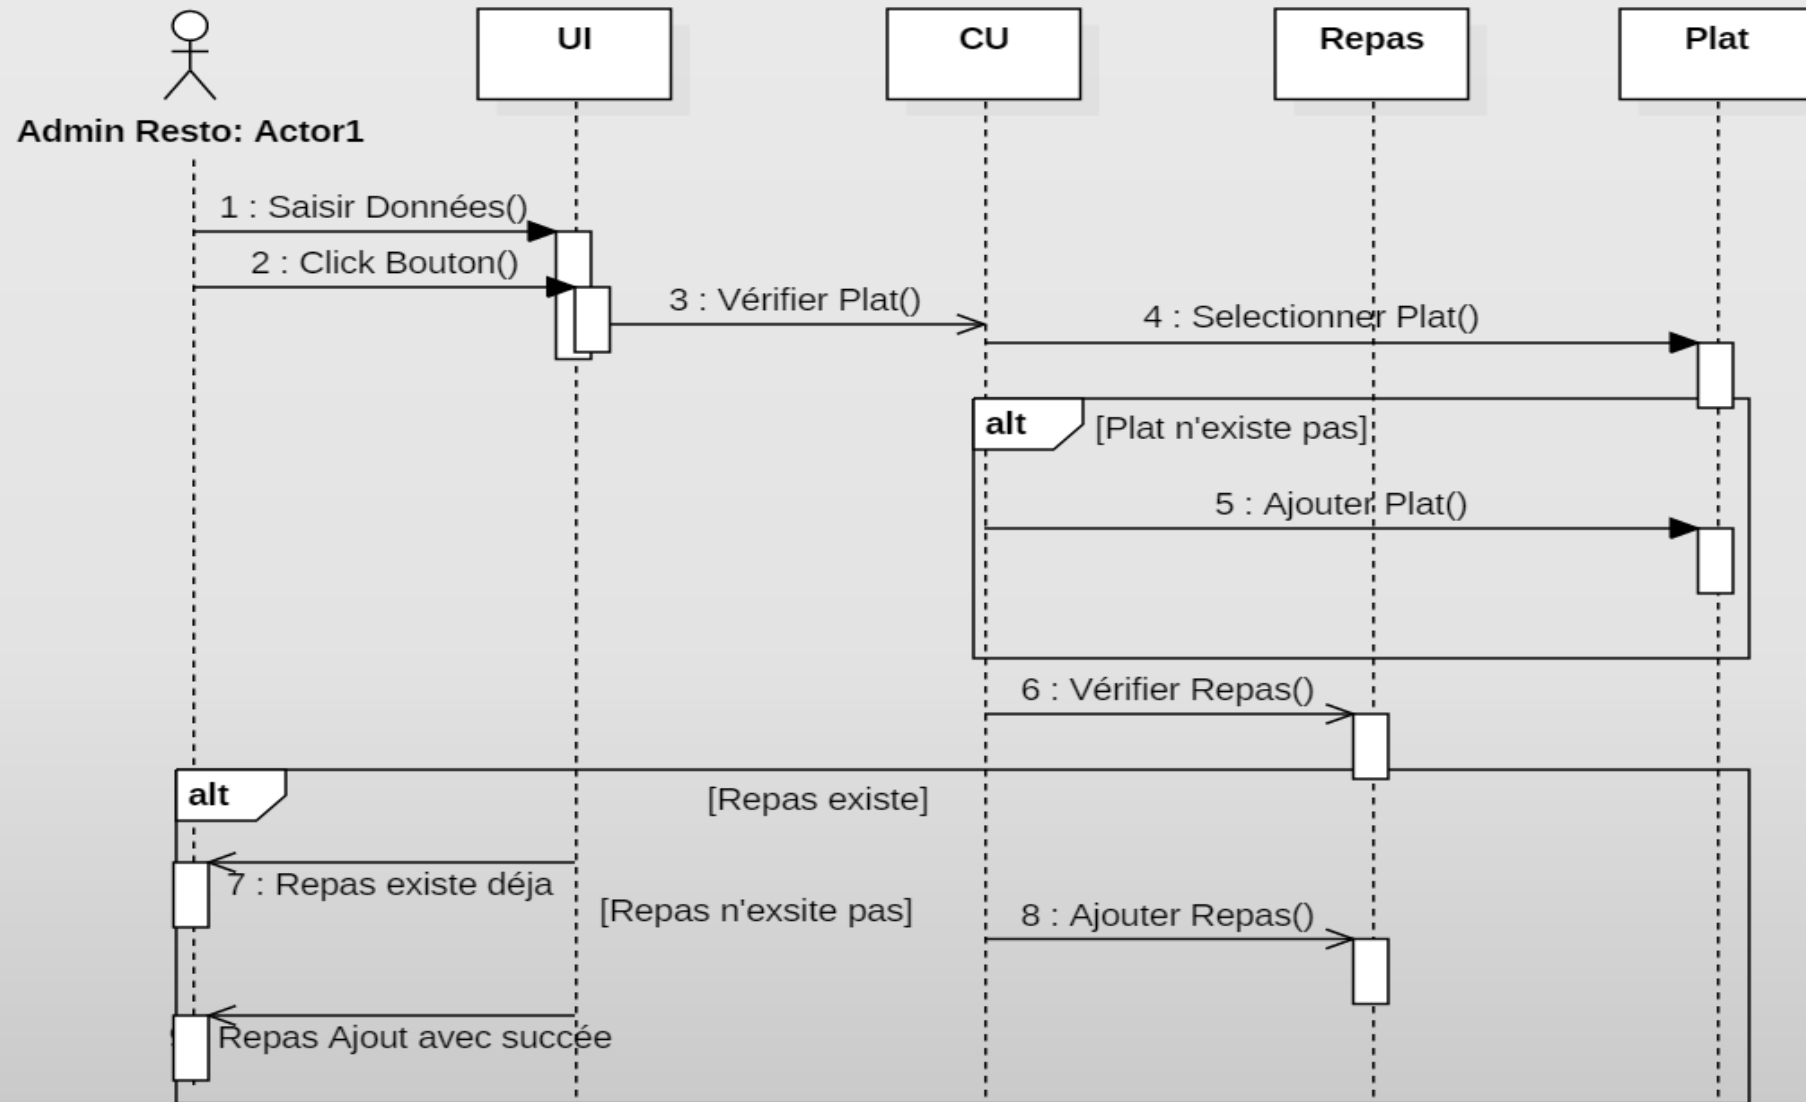 UI
CU
Repas
Plat
Admin Resto: Actor1
1 : Saisir Données()
2 : Click Bouton()
3 : Vérifier Plat()
4 : Selectionner Plat()
alt
[Plat n'existe pas]
5 : Ajouter Plat()
6 : Vérifier Repas()
alt
[Repas existe]
7 : Repas existe déja
[Repas n'exsite pas]
8 : Ajouter Repas()
Repas Ajout avec succée